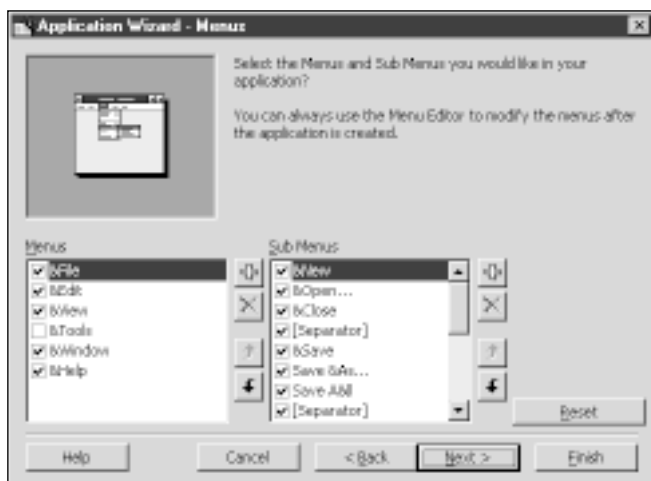 Application Wizard - Menus
Select the Menus and Sub Menus you would like in your
application?
You can always use the Menu Editor to modify the menus after
the application is created.
Menus
&File
&Edit
&View
&Tools
&Window
&Help
Sub Menus
&New
&Open...
&Close
[Separator]
&Save
Save &As...
Save A&ll
[Separator]
Reset
Help
Cancel
< Back
Next >
Finish